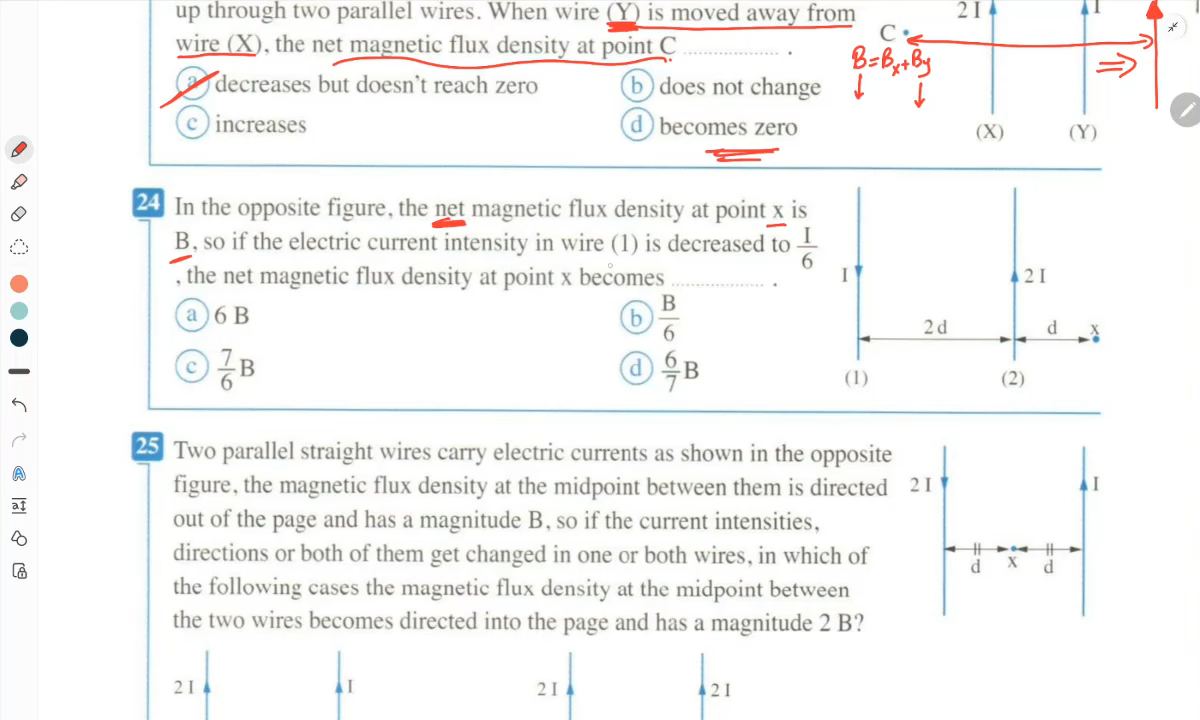 up through two parallel wires. When wire (Y) is moved away from
wire (X), the net magnetic flux density at point C ................ .
a decreases but doesn't reach zero
b does not change
c increases
d becomes zero
2 I
I
C
B=Bx+By
(X)
(Y)
24 In the opposite figure, the net magnetic flux density at point x is
B, so if the electric current intensity in wire (1) is decreased to I/6
, the net magnetic flux density at point x becomes ................ .
a 6 B
b B/6
c 7/6 B
d 6/7 B
I
2 I
2 d
d
x
(1)
(2)
25 Two parallel straight wires carry electric currents as shown in the opposite
figure, the magnetic flux density at the midpoint between them is directed
out of the page and has a magnitude B, so if the current intensities,
directions or both of them get changed in one or both wires, in which of
the following cases the magnetic flux density at the midpoint between
the two wires becomes directed into the page and has a magnitude 2 B?
2 I
I
d
x
d
2 I
I
2 I
2 I